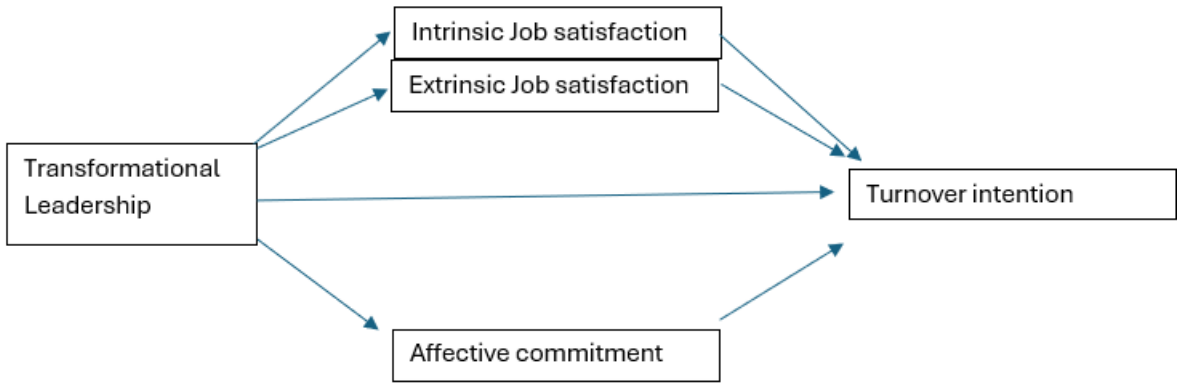 Intrinsic Job satisfaction
Extrinsic Job satisfaction
Transformational
Leadership
Turnover intention
Affective commitment